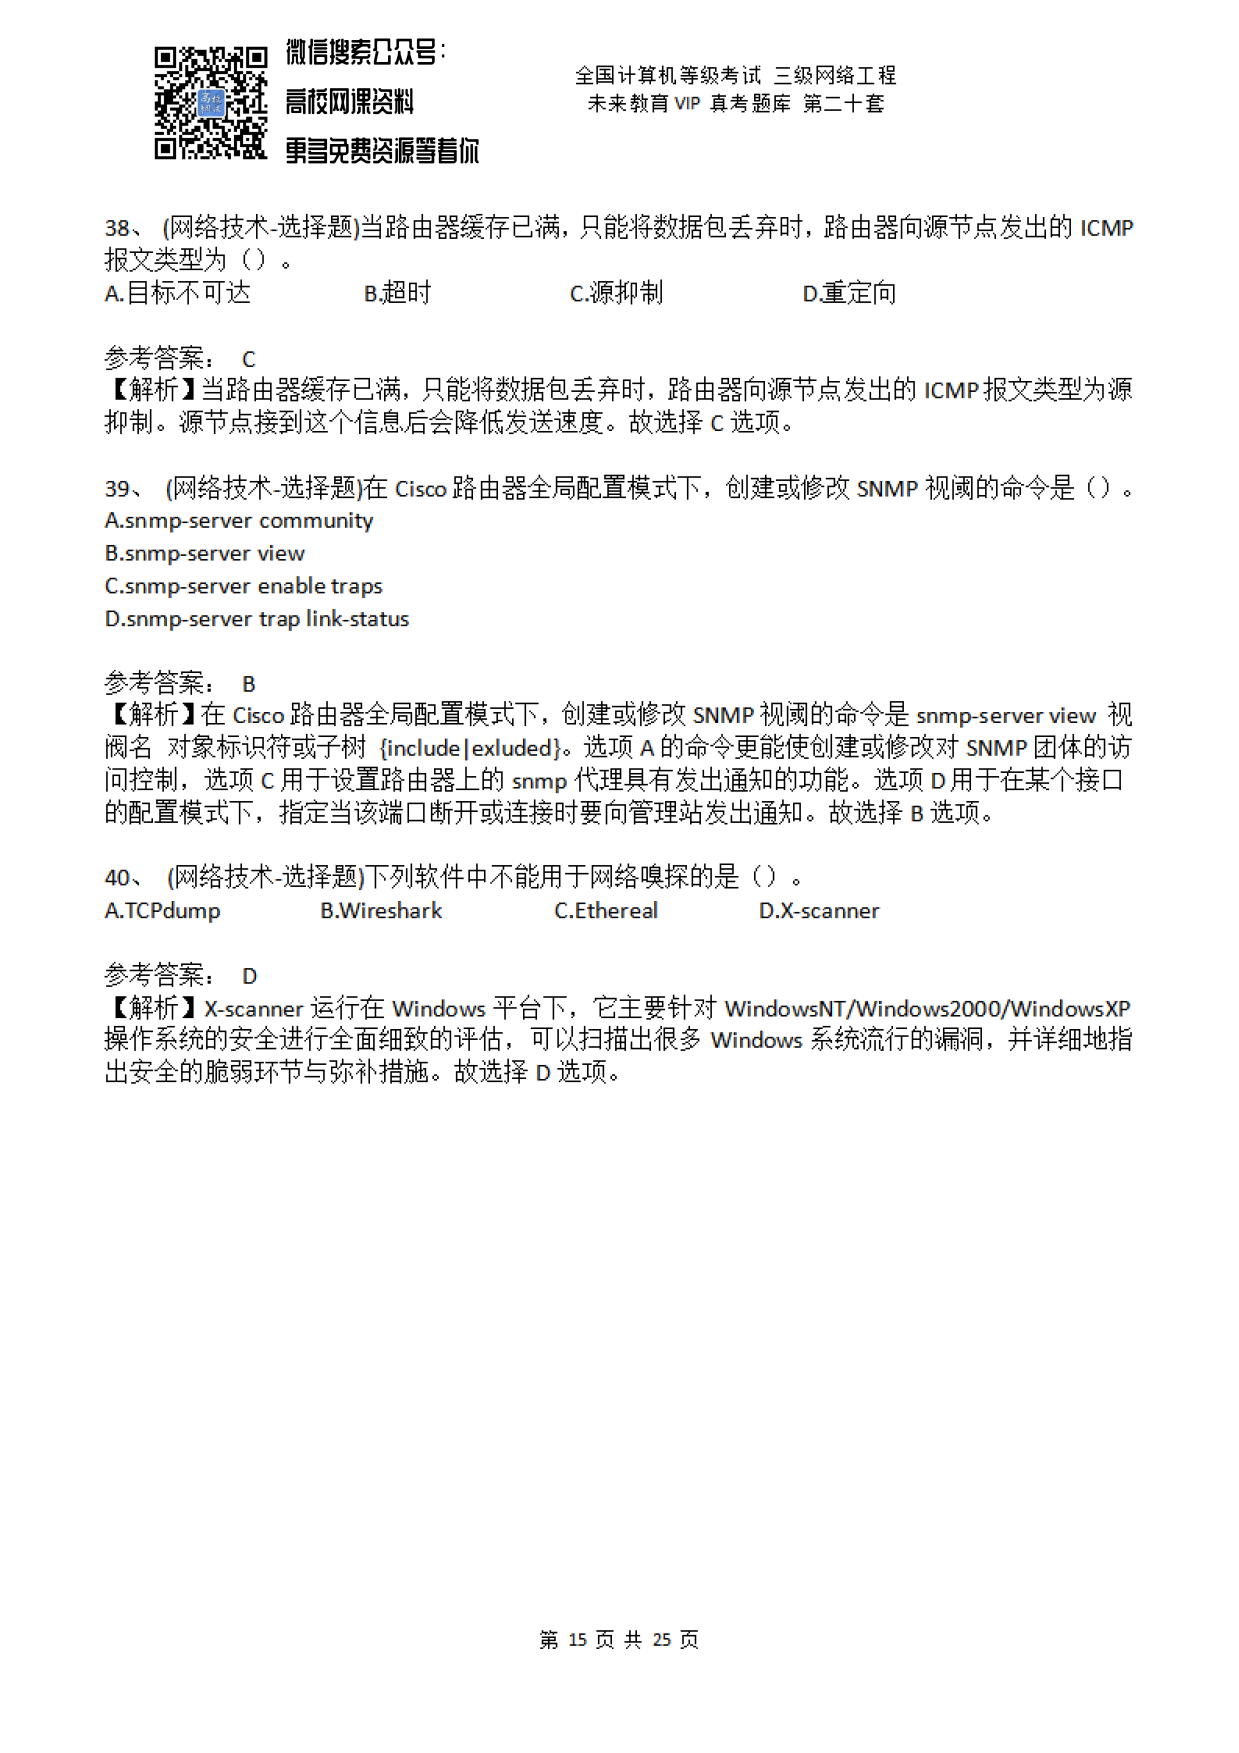 微信搜索公众号：
高校网课资料
更多免费资源等着你
全国计算机等级考试 三级网络工程
未来教育 VIP 真考题库 第二十套
38、 (网络技术-选择题)当路由器缓存已满，只能将数据包丢弃时，路由器向源节点发出的 ICMP
报文类型为（）。
A.目标不可达 B.超时 C.源抑制 D.重定向
参考答案： C
【解析】当路由器缓存已满，只能将数据包丢弃时，路由器向源节点发出的 ICMP 报文类型为源
抑制。源节点接到这个信息后会降低发送速度。故选择 C 选项。
39、 (网络技术-选择题)在 Cisco 路由器全局配置模式下，创建或修改 SNMP 视阈的命令是（）。
A.snmp-server community
B.snmp-server view
C.snmp-server enable traps
D.snmp-server trap link-status
参考答案： B
【解析】在 Cisco 路由器全局配置模式下，创建或修改 SNMP 视阈的命令是 snmp-server view 视
阀名 对象标识符或子树 {include|exluded}。选项 A 的命令更能使创建或修改对 SNMP 团体的访
问控制，选项 C 用于设置路由器上的 snmp 代理具有发出通知的功能。选项 D 用于在某个接口
的配置模式下，指定当该端口断开或连接时要向管理站发出通知。故选择 B 选项。
40、 (网络技术-选择题)下列软件中不能用于网络嗅探的是（）。
A.TCPdump B.Wireshark C.Ethereal D.X-scanner
参考答案： D
【解析】X-scanner 运行在 Windows 平台下，它主要针对 WindowsNT/Windows2000/WindowsXP
操作系统的安全进行全面细致的评估，可以扫描出很多 Windows 系统流行的漏洞，并详细地指
出安全的脆弱环节与弥补措施。故选择 D 选项。
第 15 页 共 25 页